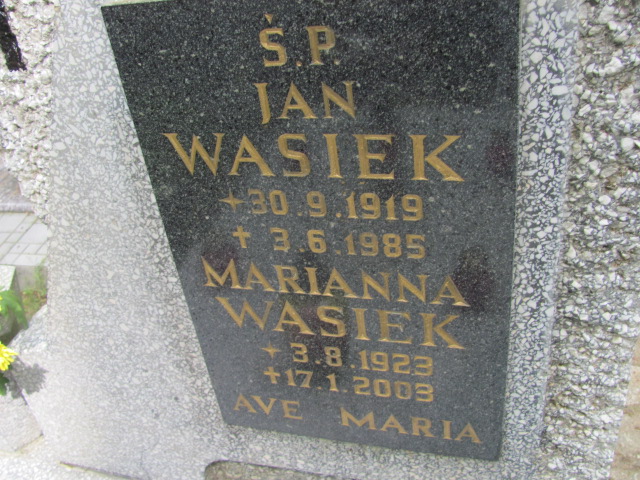 Ś.P.
JAN
WASIEK
✦30.9.1919
✝3.6.1985
MARIANNA
WASIEK
✦3.8.1923
✝17.1.2003
AVE MARIA